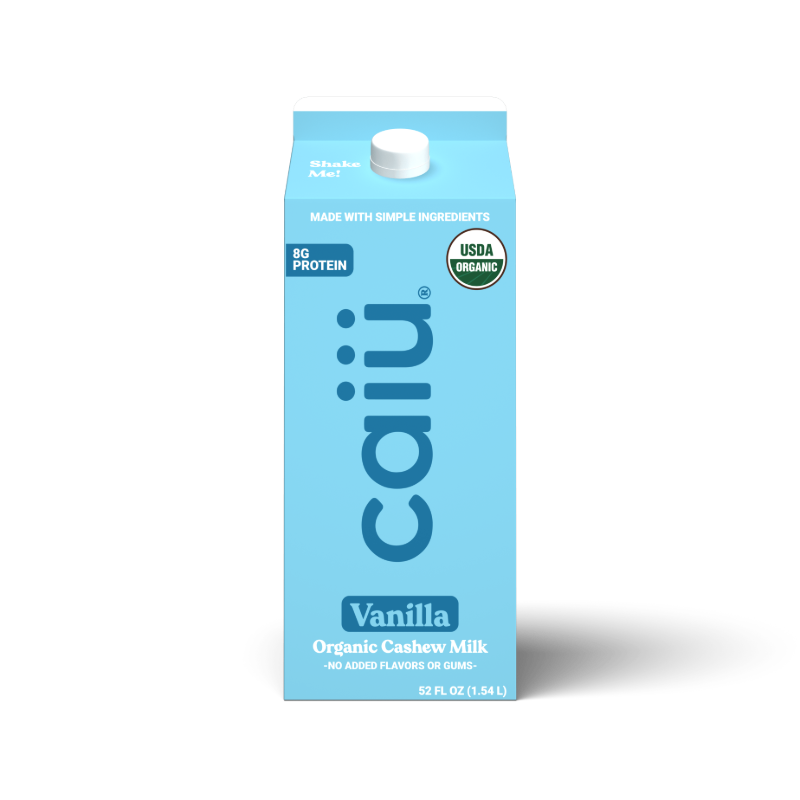 Shake
Me!
MADE WITH SIMPLE INGREDIENTS
8G
PROTEIN
USDA
ORGANIC
caiü®
Vanilla
Organic Cashew Milk
-NO ADDED FLAVORS OR GUMS-
52 FL OZ (1.54 L)